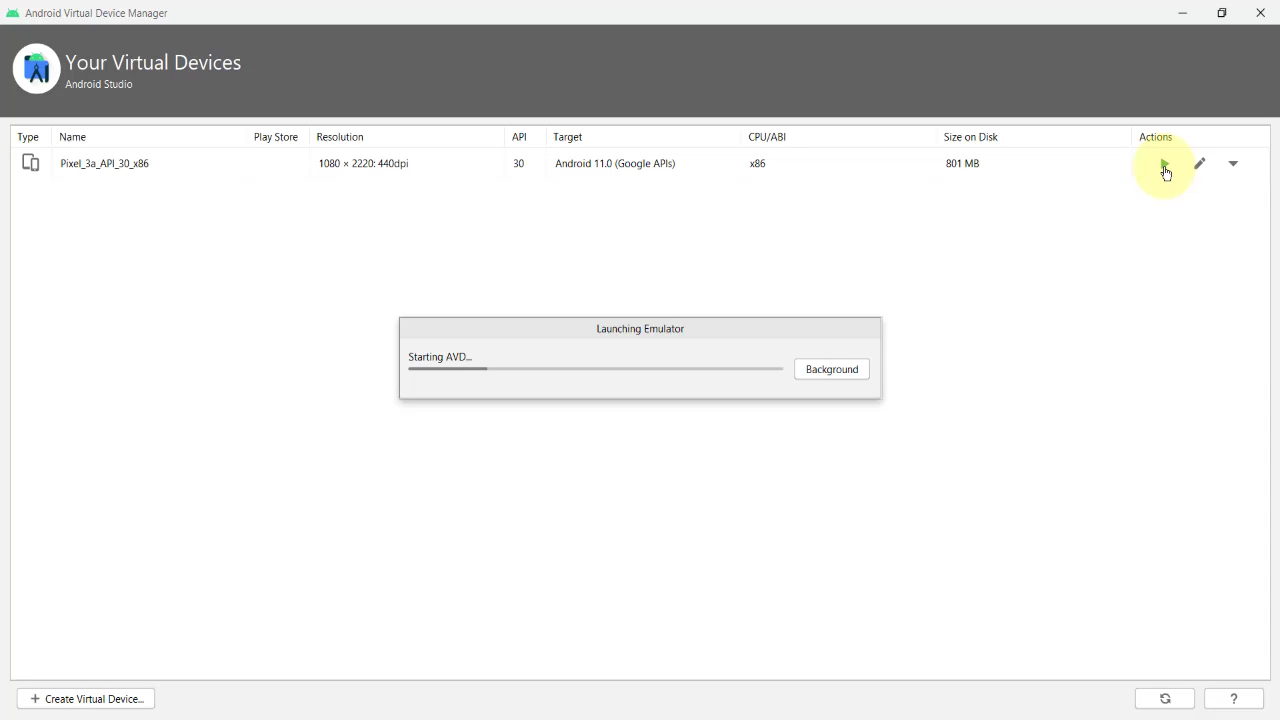 Android Virtual Device Manager
Your Virtual Devices
Android Studio
Type Name Play Store Resolution API Target CPU/ABI Size on Disk Actions
Pixel_3a_API_30_x86 1080 × 2220: 440dpi 30 Android 11.0 (Google APIs) x86 801 MB
Launching Emulator
Starting AVD...
Background
+ Create Virtual Device...
?